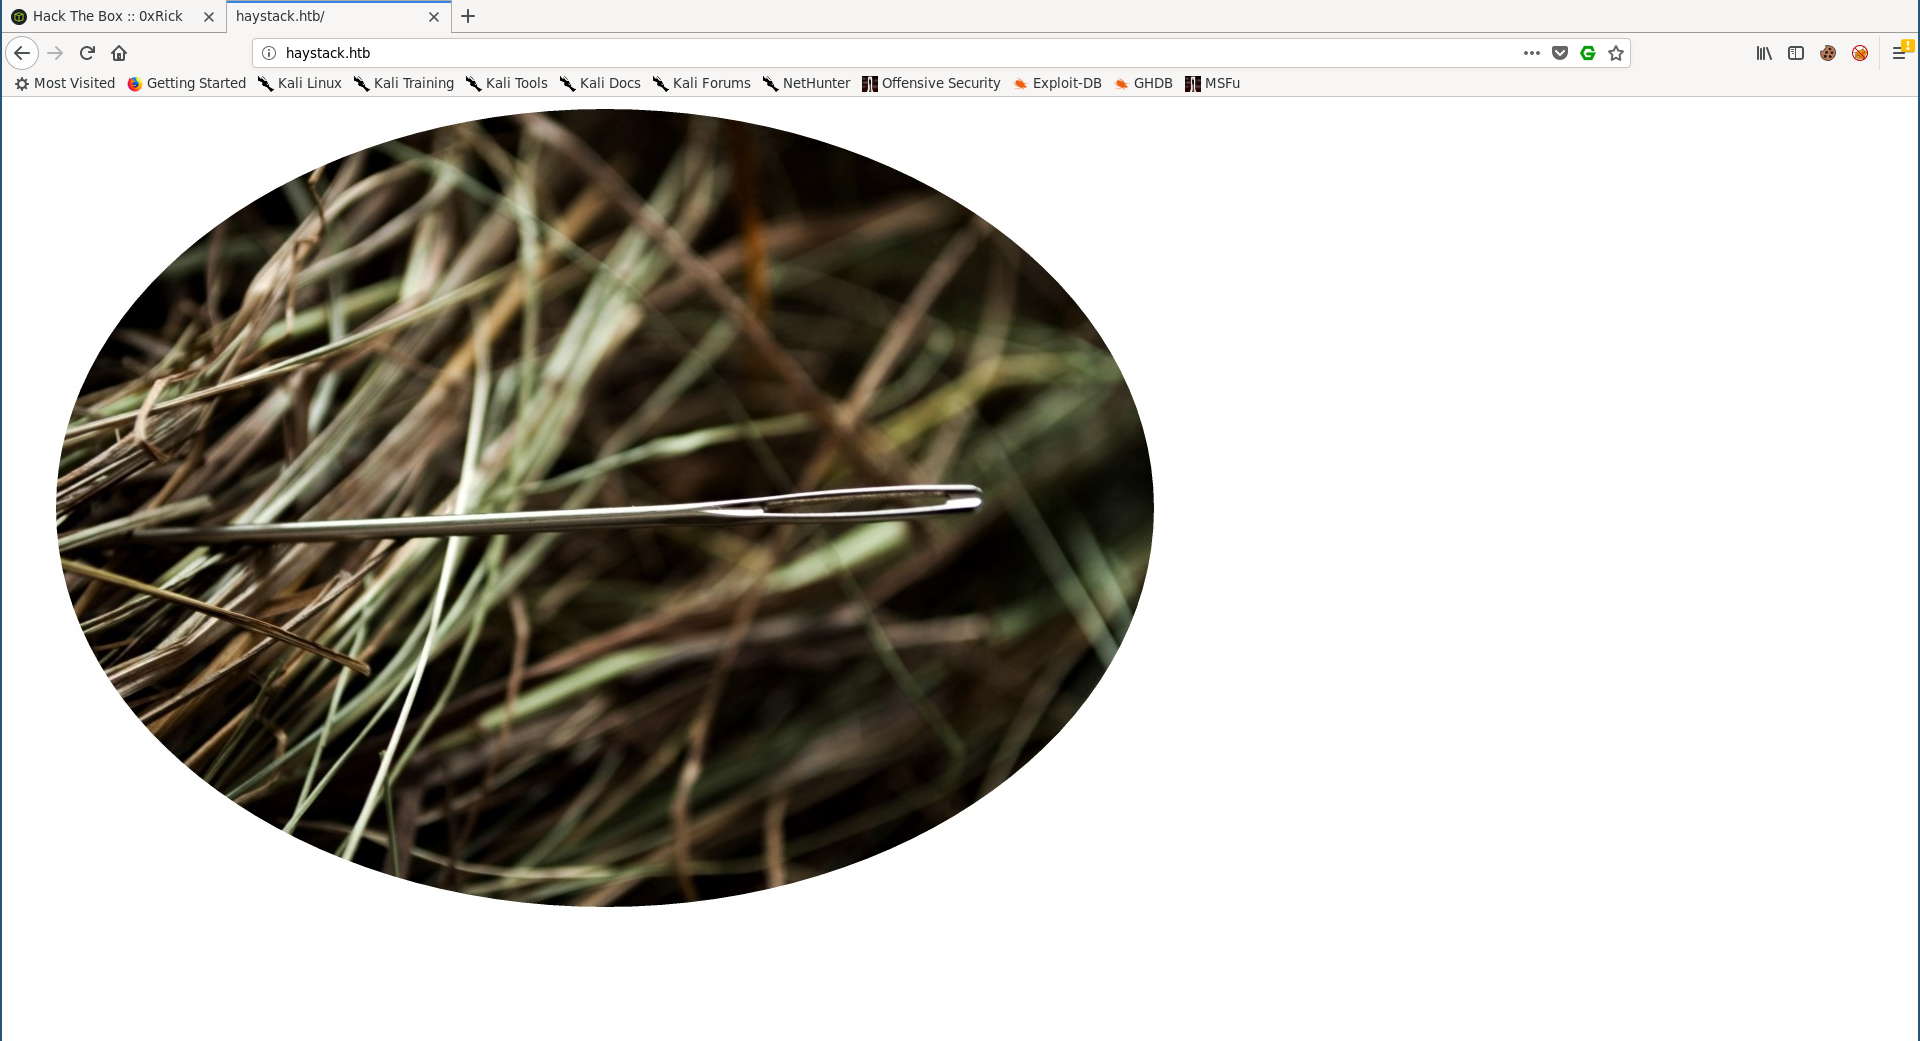 Hack The Box :: 0xRick haystack.htb/
haystack.htb
Most Visited Getting Started Kali Linux Kali Training Kali Tools Kali Docs Kali Forums NetHunter Offensive Security Exploit-DB GHDB MSFu